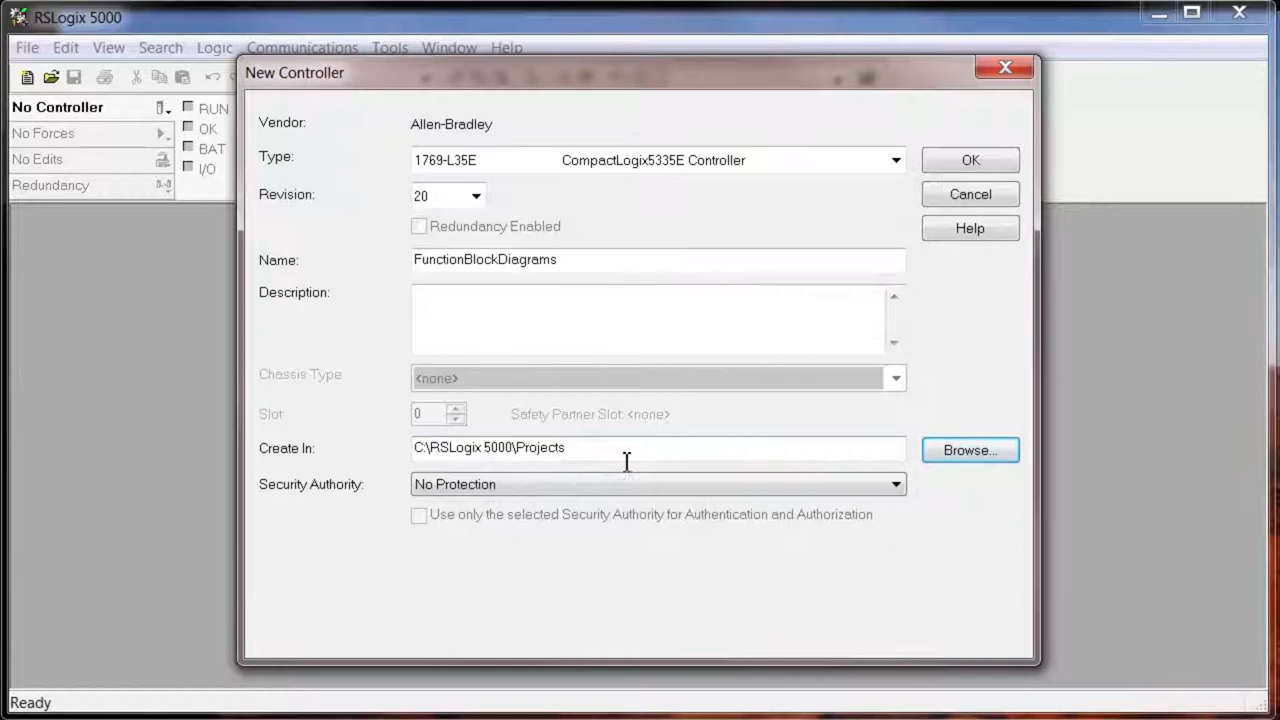 RSLogix 5000
File Edit View Search Logic Communications Tools Window Help
New Controller
No Controller
RUN
No Forces
OK
No Edits
BAT
Redundancy
I/O
Vendor: Allen-Bradley
Type: 1769-L35E CompactLogix5335E Controller OK
Revision: 20 Cancel
Redundancy Enabled Help
Name: FunctionBlockDiagrams
Description:
Chassis Type <none>
Slot: 0 Safety Partner Slot: <none>
Create In: C:\RSLogix 5000\Projects Browse...
Security Authority: No Protection
Use only the selected Security Authority for Authentication and Authorization
Ready